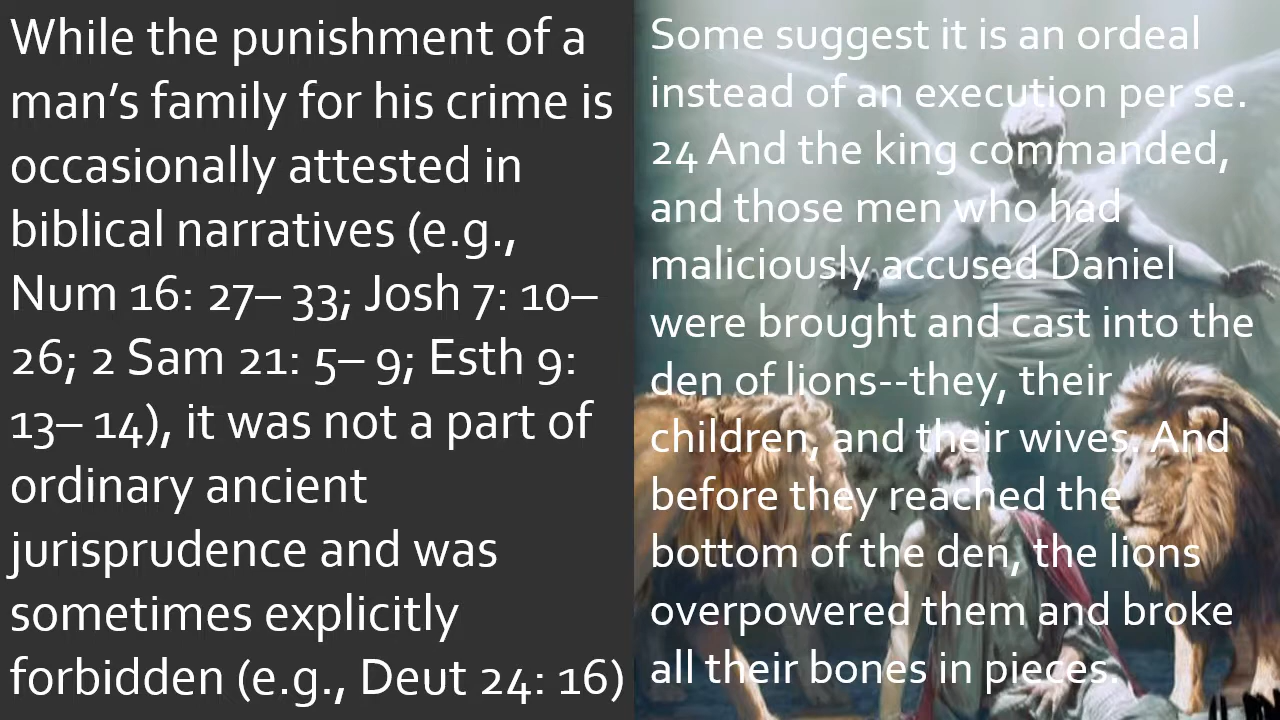 While the punishment of a
man’s family for his crime is
occasionally attested in
biblical narratives (e.g.,
Num 16: 27– 33; Josh 7: 10–
26; 2 Sam 21: 5– 9; Esth 9:
13– 14), it was not a part of
ordinary ancient
jurisprudence and was
sometimes explicitly
forbidden (e.g., Deut 24: 16)
Some suggest it is an ordeal
instead of an execution per se.
24 And the king commanded,
and those men who had
maliciously accused Daniel
were brought and cast into the
den of lions--they, their
children, and their wives. And
before they reached the
bottom of the den, the lions
overpowered them and broke
all their bones in pieces.